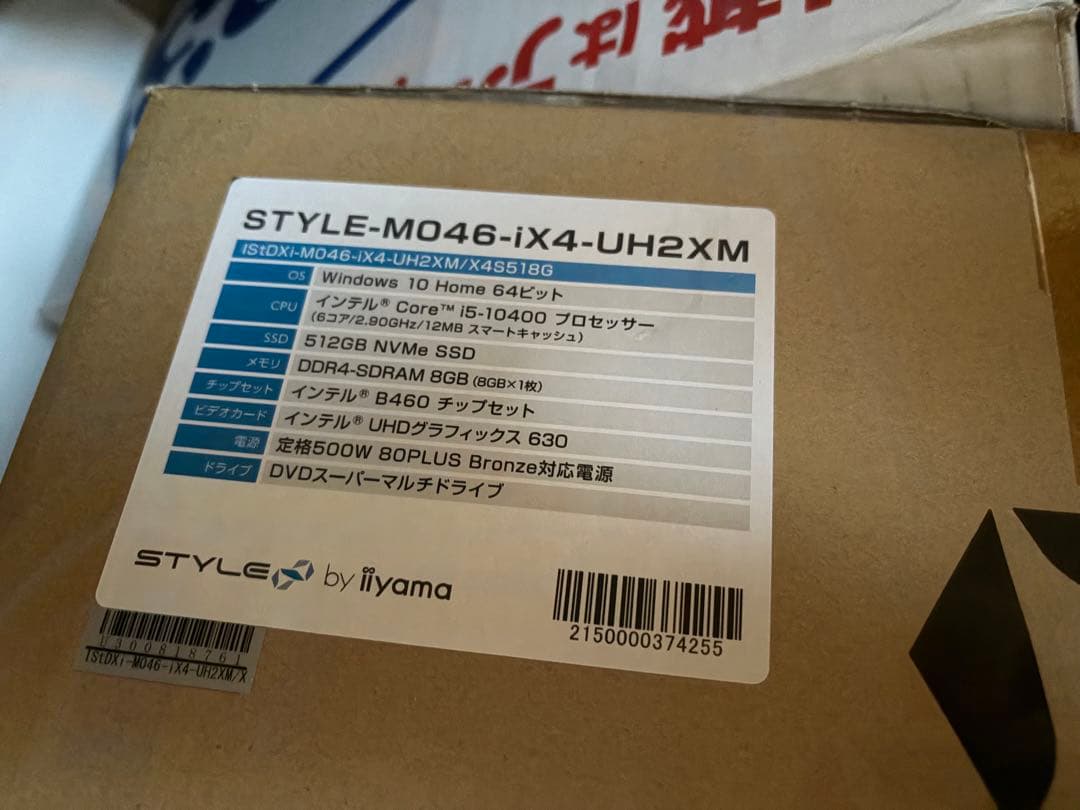 STYLE-M046-iX4-UH2XM
IStDXi-M046-iX4-UH2XM/X4S518G
OS Windows 10 Home 64ビット
CPU インテル® Core™ i5-10400 プロセッサー
(6コア/2.90GHz/12MB スマートキャッシュ)
SSD 512GB NVMe SSD
メモリ DDR4-SDRAM 8GB (8GB×1枚)
チップセット インテル® B460 チップセット
ビデオカード インテル® UHDグラフィックス 630
電源 定格500W 80PLUS Bronze対応電源
ドライブ DVDスーパーマルチドライブ
STYLE by iiyama
2150000374255
U300818761
IStDXi-M046-iX4-UH2XM/X